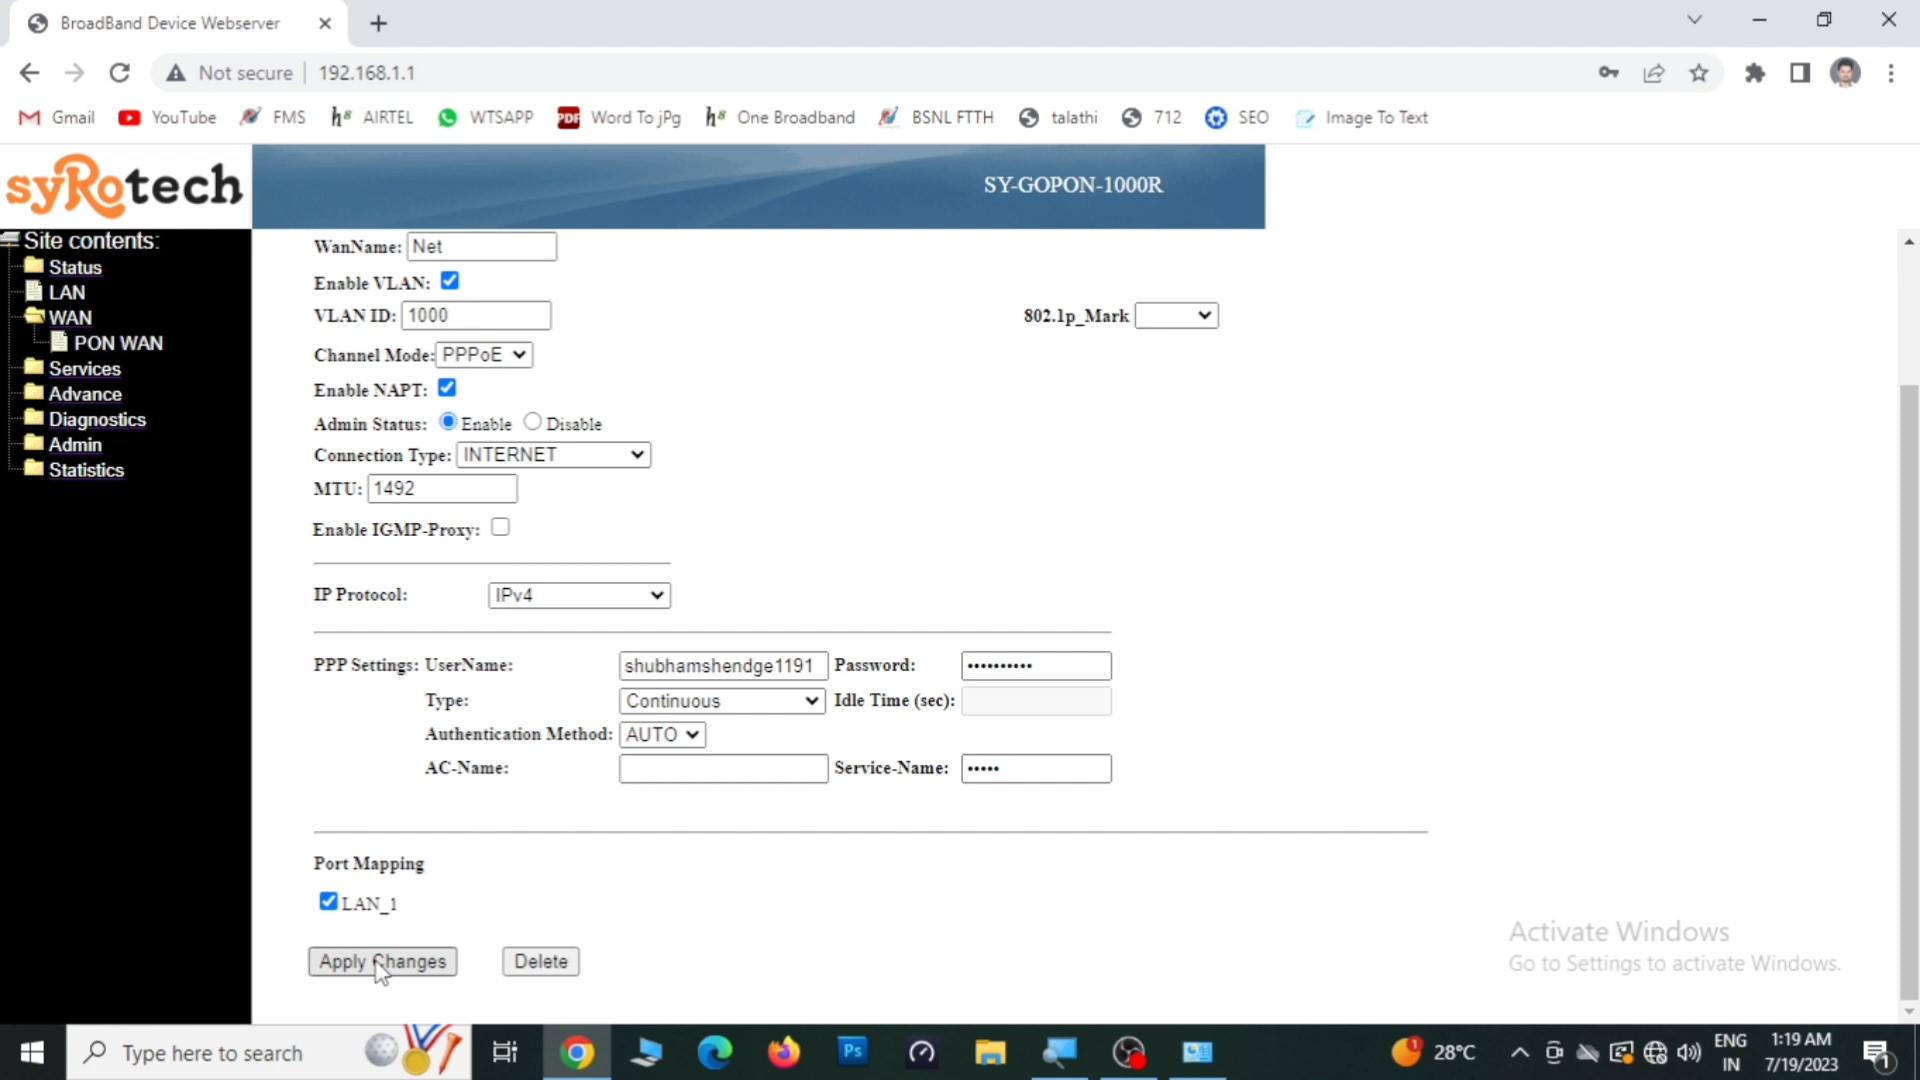 BroadBand Device Webserver
Not secure 192.168.1.1
Gmail YouTube FMS h8 AIRTEL WTSAPP PDF Word To jPg h8 One Broadband BSNL FTTH talathi 712 SEO Image To Text
syRotech
SY-GOPON-1000R
Site contents:
Status
LAN
WAN
PON WAN
Services
Advance
Diagnostics
Admin
Statistics
WanName: Net
Enable VLAN:
VLAN ID: 1000 802.1p_Mark
Channel Mode: PPPoE
Enable NAPT:
Admin Status: Enable Disable
Connection Type: INTERNET
MTU: 1492
Enable IGMP-Proxy:
IP Protocol: IPv4
PPP Settings: UserName: shubhamshendge1191 Password: ••••••••••
Type: Continuous Idle Time (sec):
Authentication Method: AUTO
AC-Name: Service-Name: •••••
Port Mapping
LAN_1
Apply Changes Delete
Activate Windows
Go to Settings to activate Windows.
Type here to search Ps 1 28°C ENG 1:19 AM
IN 7/19/2023 1